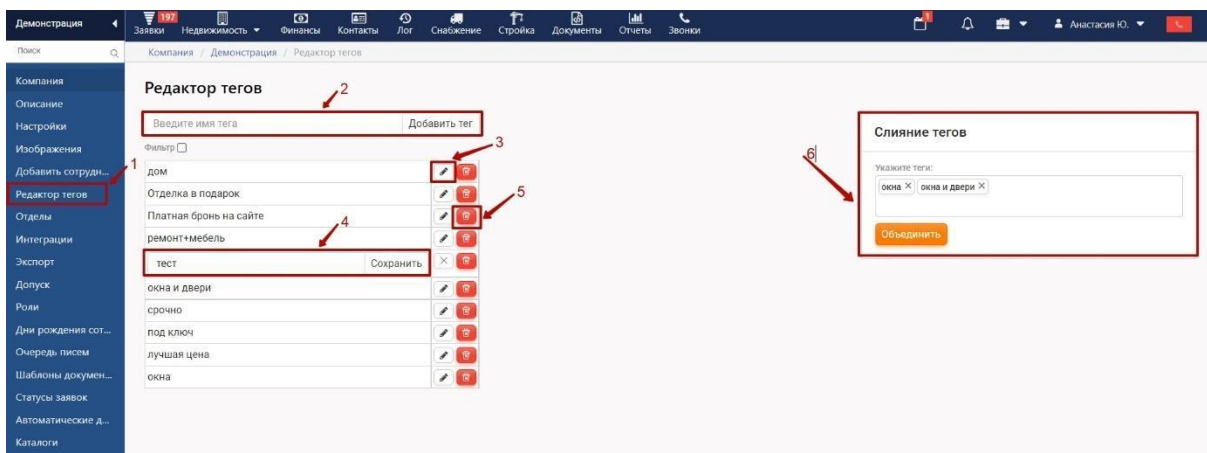 Демонстрация
197
Заявки Недвижимость Финансы Контакты Лог Снабжение Стройка Документы Отчеты Звонки
1
Анастасия Ю.
Поиск
Компания / Демонстрация / Редактор тегов
Компания
Описание
Настройки
Изображения
Добавить сотрудн...
Редактор тегов
Отделы
Интеграции
Экспорт
Допуск
Роли
Дни рождения сот...
Очередь писем
Шаблоны докумен...
Статусы заявок
Автоматические д...
Каталоги
1
Редактор тегов
2
Введите имя тега Добавить тег
Фильтр
3
дом
Отделка в подарок
5
Платная бронь на сайте
4
ремонт+мебель
тест Сохранить
окна и двери
срочно
под ключ
лучшая цена
окна
6
Слияние тегов
Укажите теги:
окна × окна и двери ×
Объединить